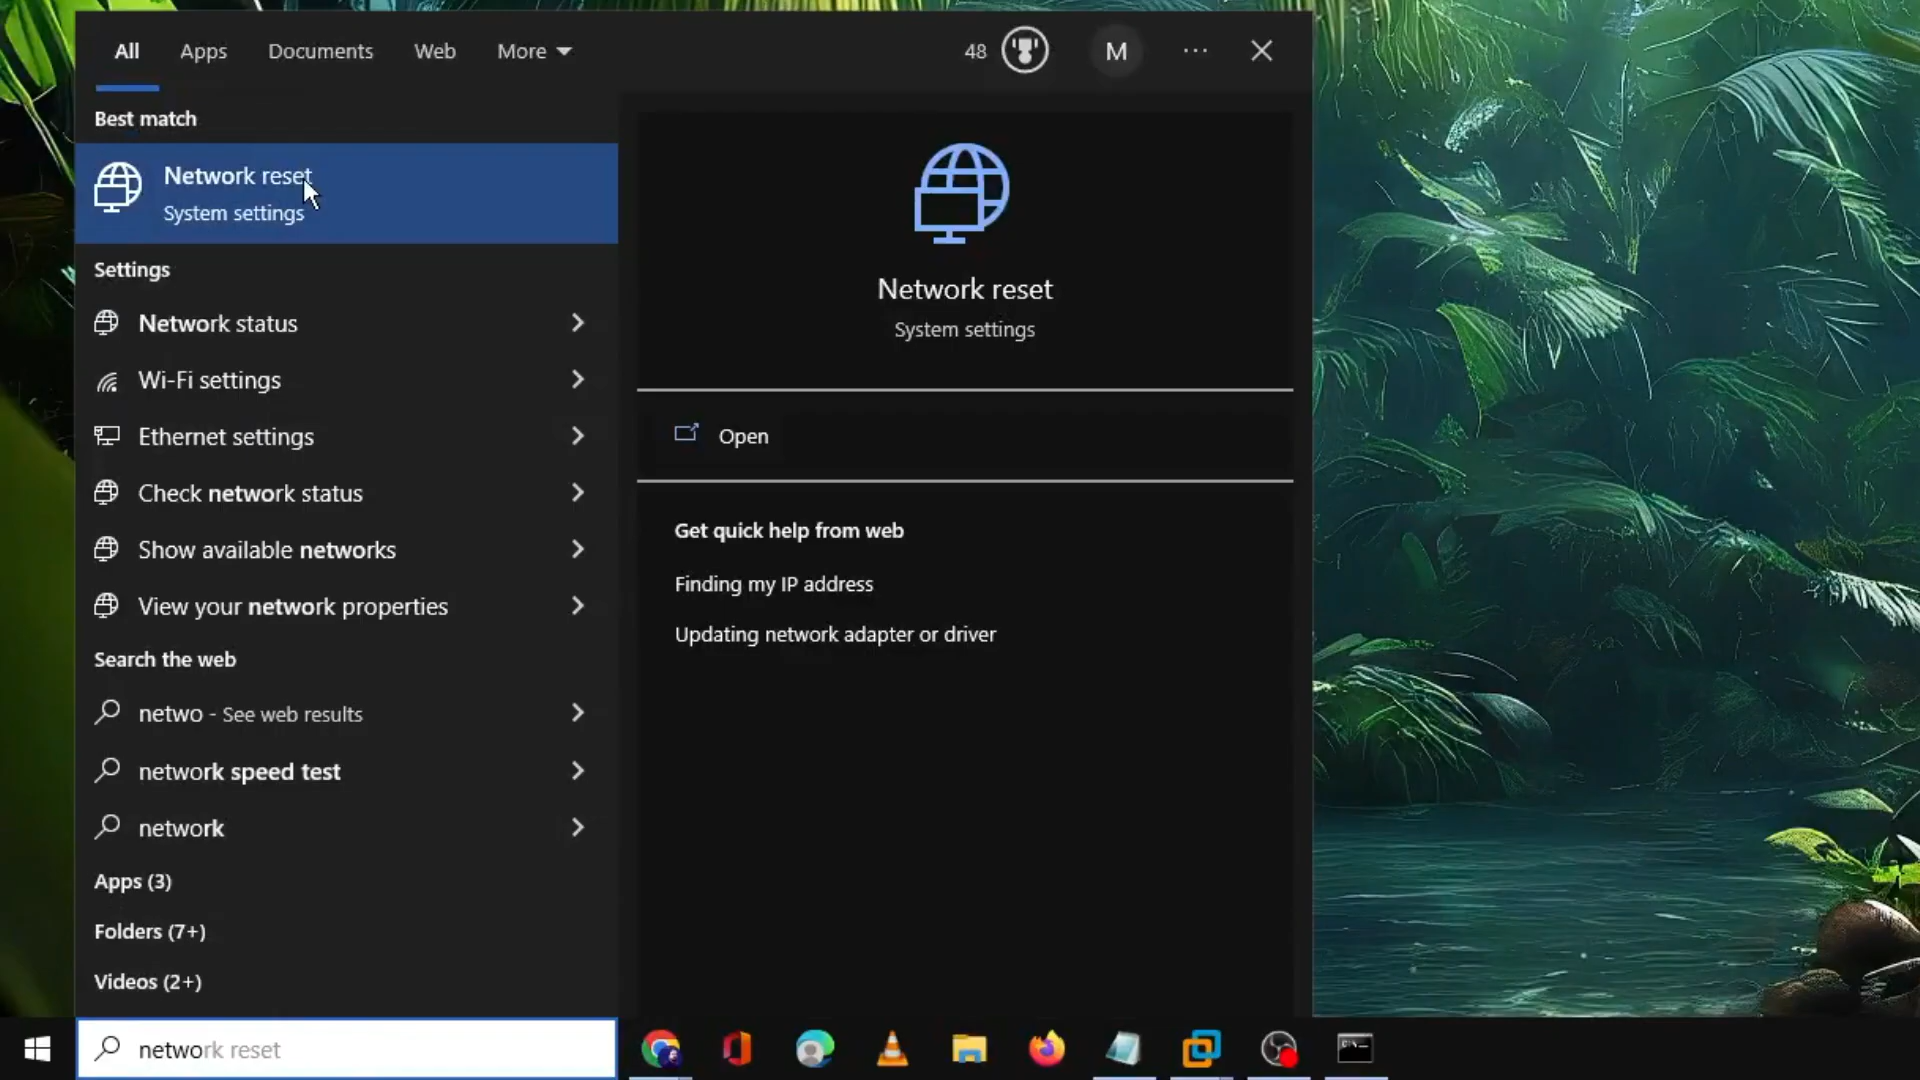 All
Apps
Documents
Web
More
48
M
Best match
Network reset
System settings
Settings
Network status
Wi-Fi settings
Ethernet settings
Check network status
Show available networks
View your network properties
Search the web
netwo - See web results
network speed test
network
Apps (3)
Folders (7+)
Videos (2+)
Network reset
System settings
Open
Get quick help from web
Finding my IP address
Updating network adapter or driver
network reset